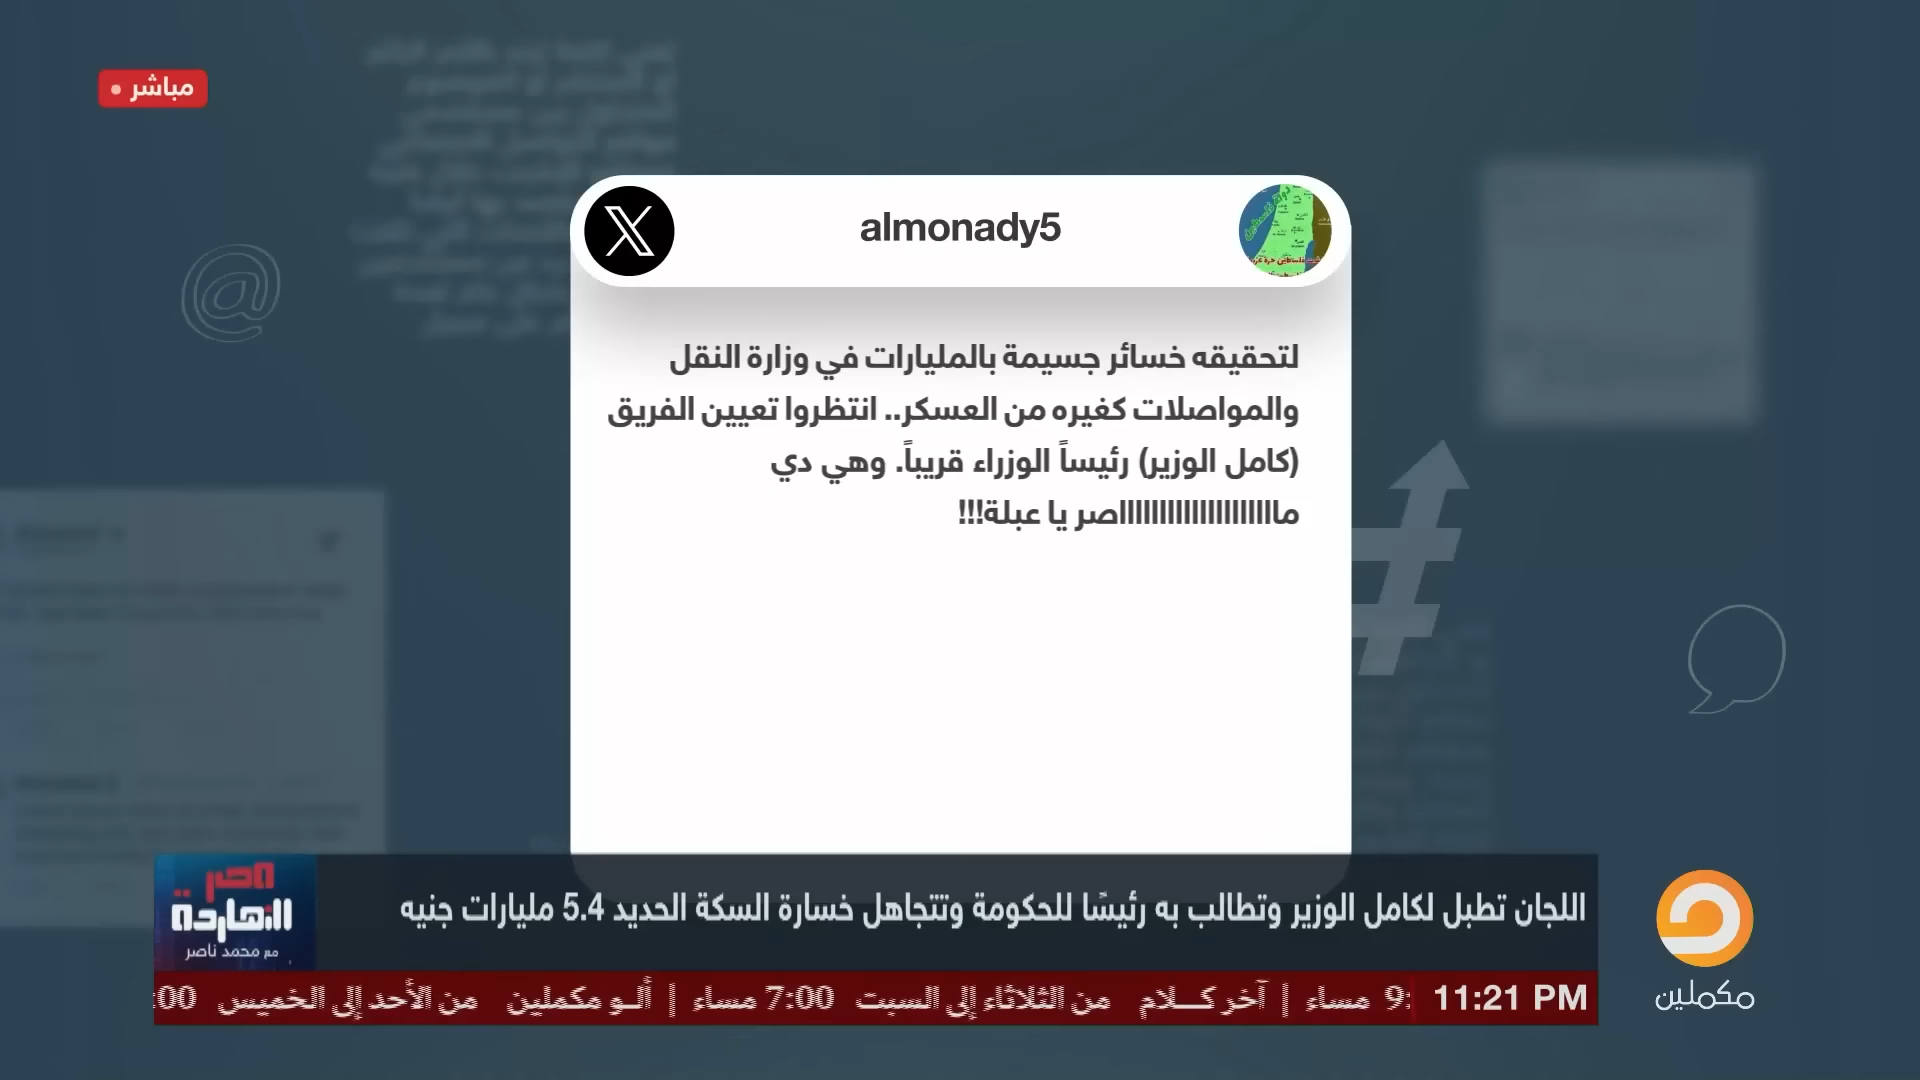 مباشر
almonady5
لتحقيقه خسائر جسيمة بالمليارات في وزارة النقل
والمواصلات كغيره من العسكر.. انتظروا تعيين الفريق
(كامل الوزير) رئيساً الوزراء قريباً. وهي دي
مااااااااااااااااااااصر يا عبلة!!!
اللجان تطبل لكامل الوزير وتطالب به رئيسًا للحكومة وتتجاهل خسارة السكة الحديد 5.4 مليارات جنيه
مصر
النهاردة
مع محمد ناصر
9: مساء | آخر كـــلام من الثلاثاء إلى السبت 7:00 مساء | ألــو مكملين من الأحد إلى الخميس 00:
11:21 PM
مكملين